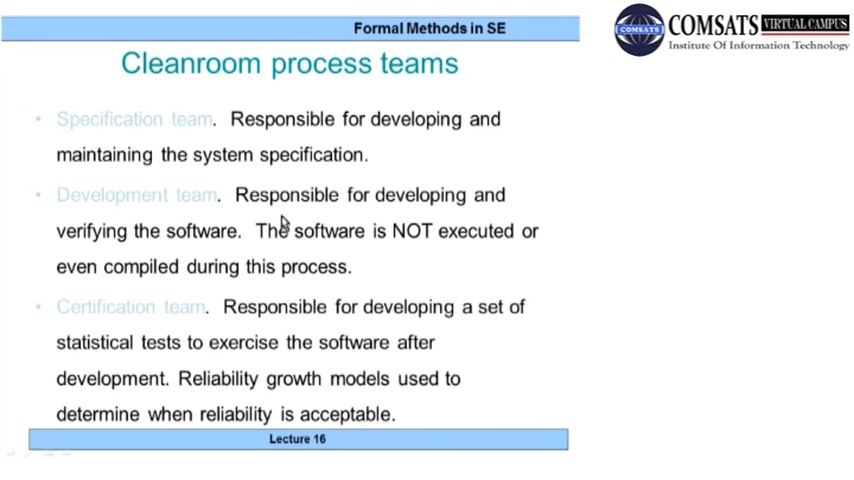 Formal Methods in SE
COMSATS
COMSATS VIRTUAL CAMPUS
Institute Of Information Technology
Cleanroom process teams
• Specification team. Responsible for developing and
maintaining the system specification.
• Development team. Responsible for developing and
verifying the software. The software is NOT executed or
even compiled during this process.
• Certification team. Responsible for developing a set of
statistical tests to exercise the software after
development. Reliability growth models used to
determine when reliability is acceptable.
Lecture 16